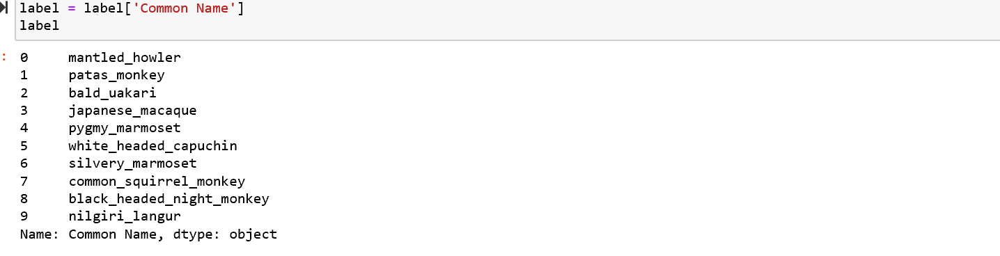 label = label['Common Name']
label
: 0 mantled_howler
1 patas_monkey
2 bald_uakari
3 japanese_macaque
4 pygmy_marmoset
5 white_headed_capuchin
6 silvery_marmoset
7 common_squirrel_monkey
8 black_headed_night_monkey
9 nilgiri_langur
Name: Common Name, dtype: object